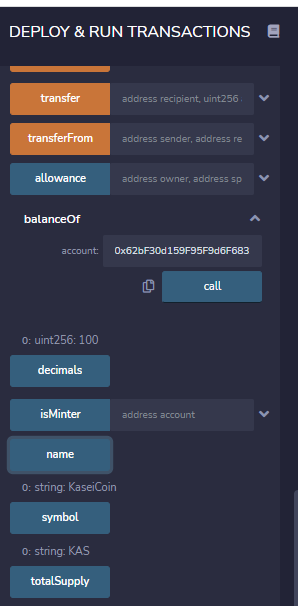 DEPLOY & RUN TRANSACTIONS
transfer
address recipient, uint256
transferFrom
address sender, address re
allowance
address owner, address sp
balanceOf
account:
0x62bF30d159F95F9d6F683
call
0: uint256: 100
decimals
isMinter
address account
name
0: string: KaseiCoin
symbol
0: string: KAS
totalSupply